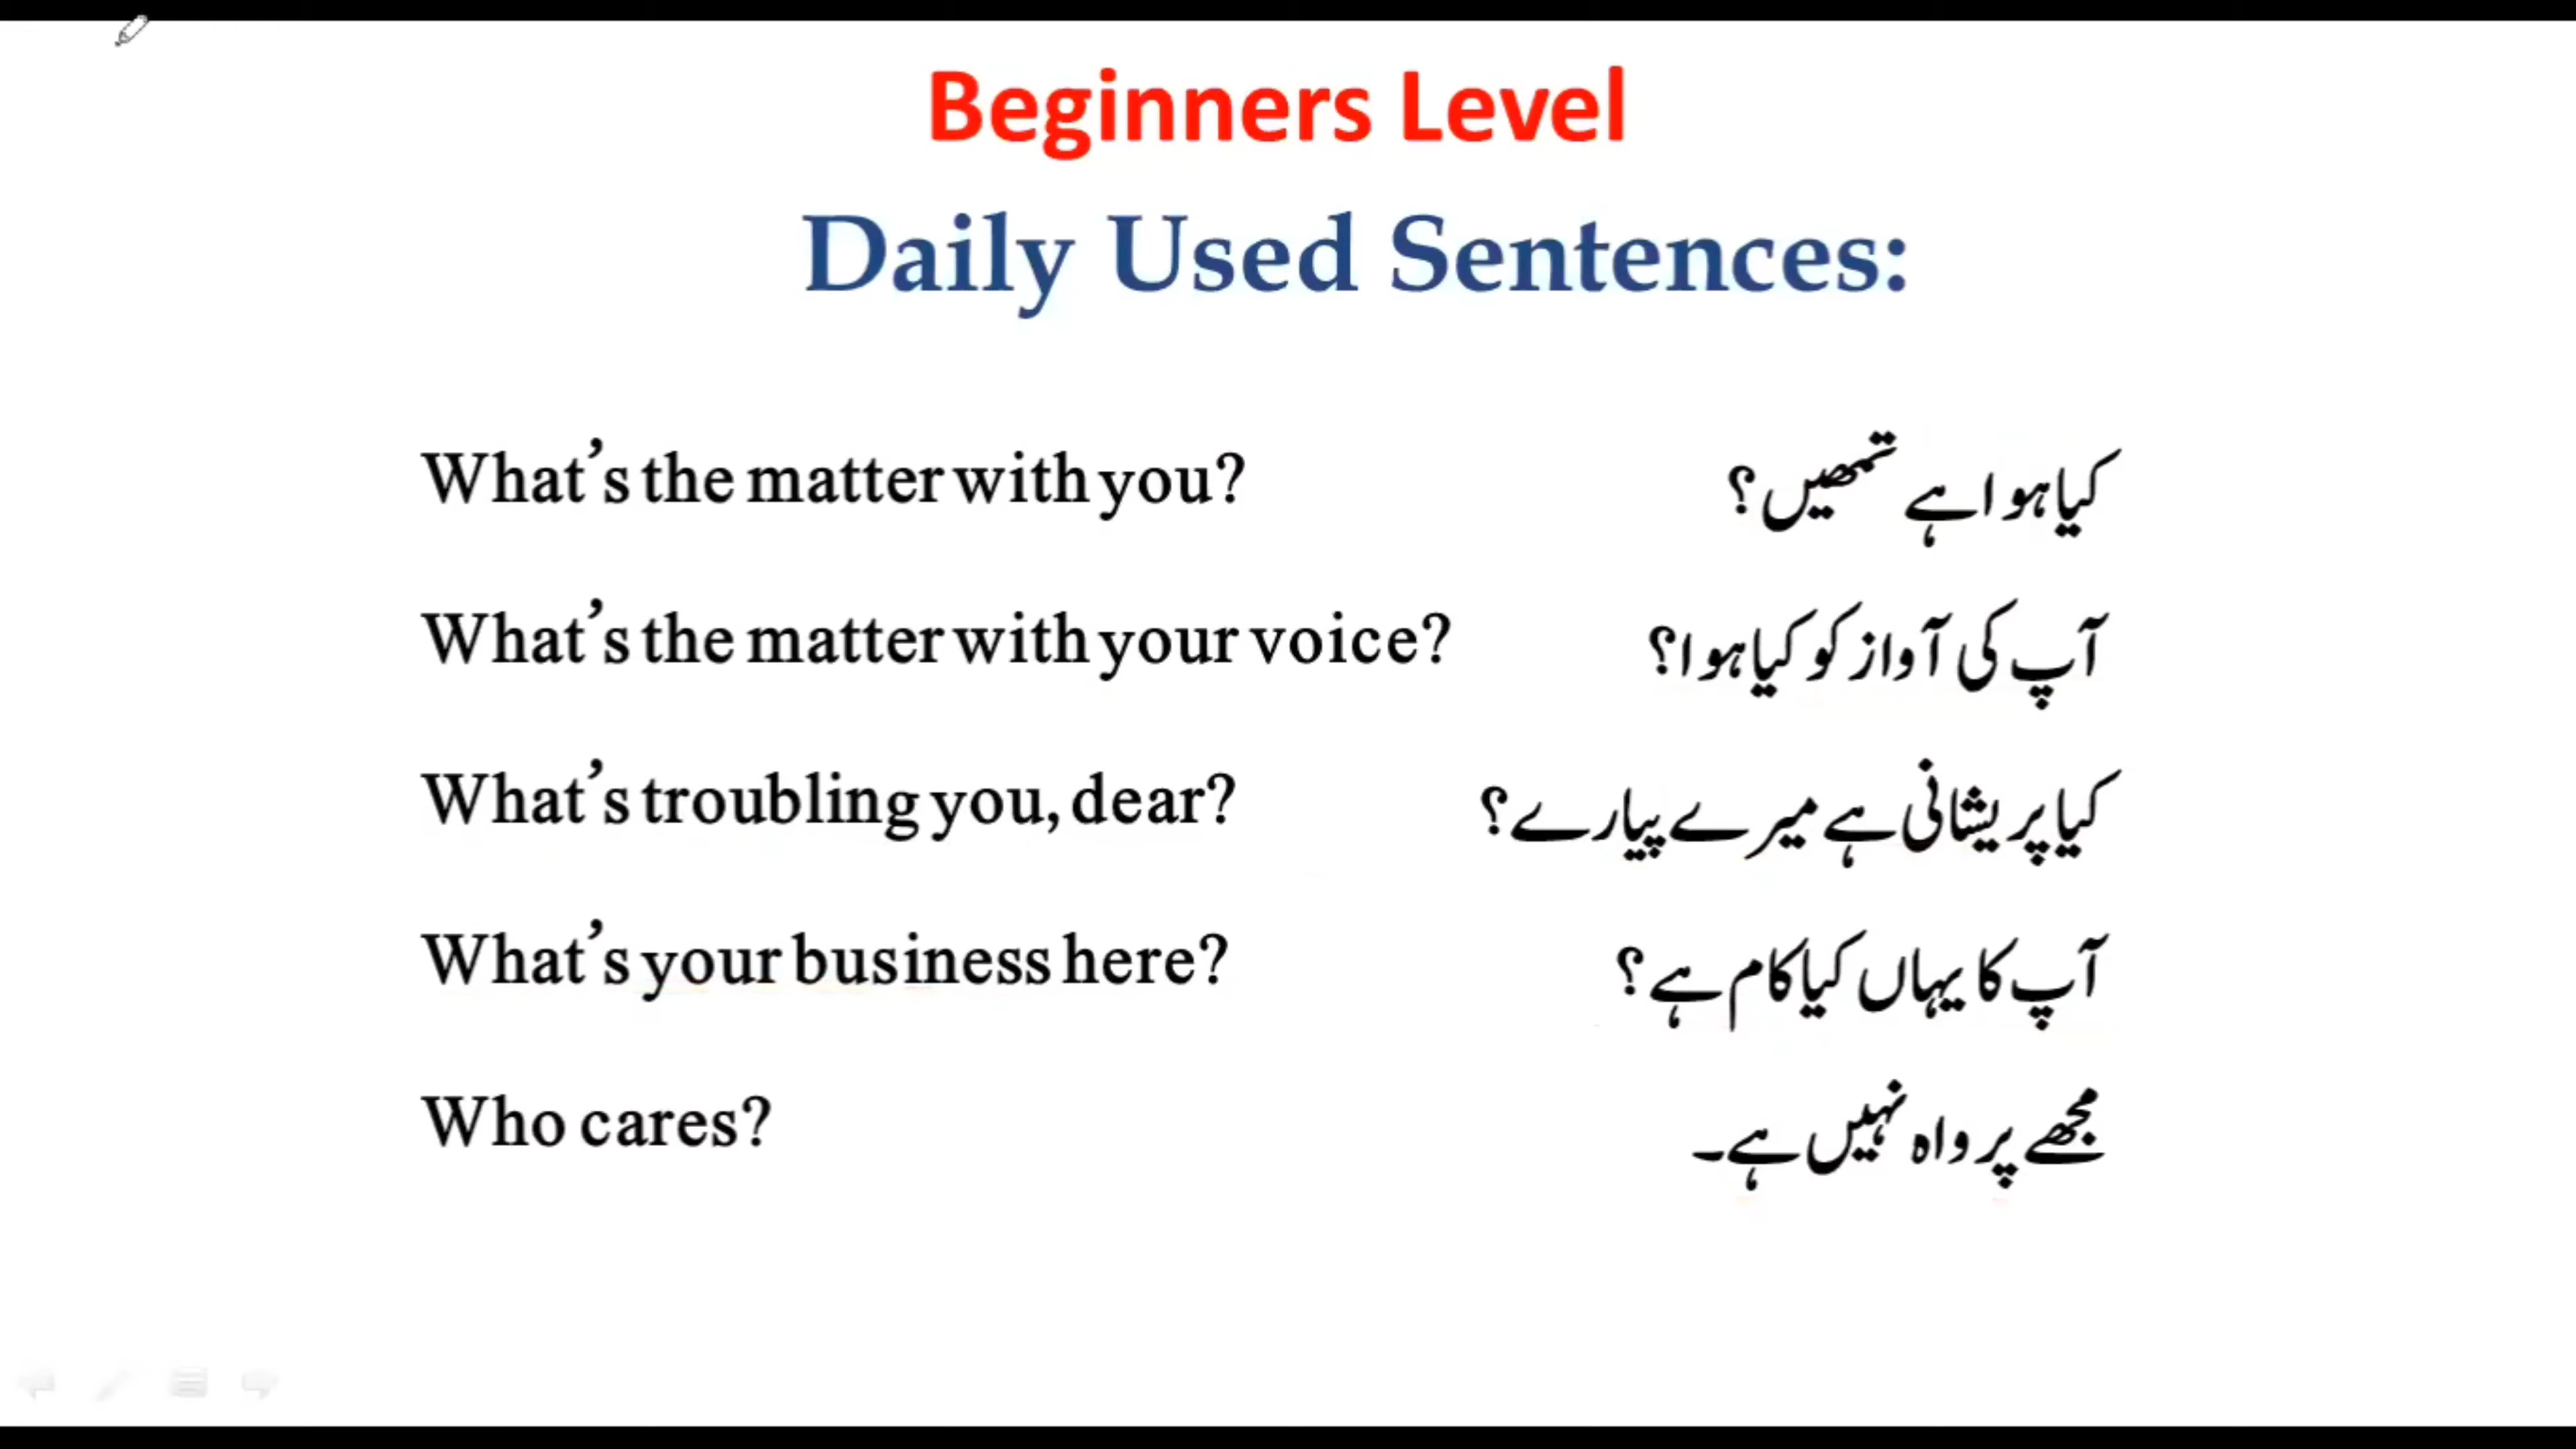 Beginners Level
Daily Used Sentences:
What's the matter with you? کیا ہوا ہے تمھیں؟
What's the matter with your voice? آپ کی آواز کو کیا ہوا؟
What's troubling you, dear? کیا پریشانی ہے میرے پیارے؟
What's your business here? آپ کا یہاں کیا کام ہے؟
Who cares? مجھے پرواہ نہیں ہے۔